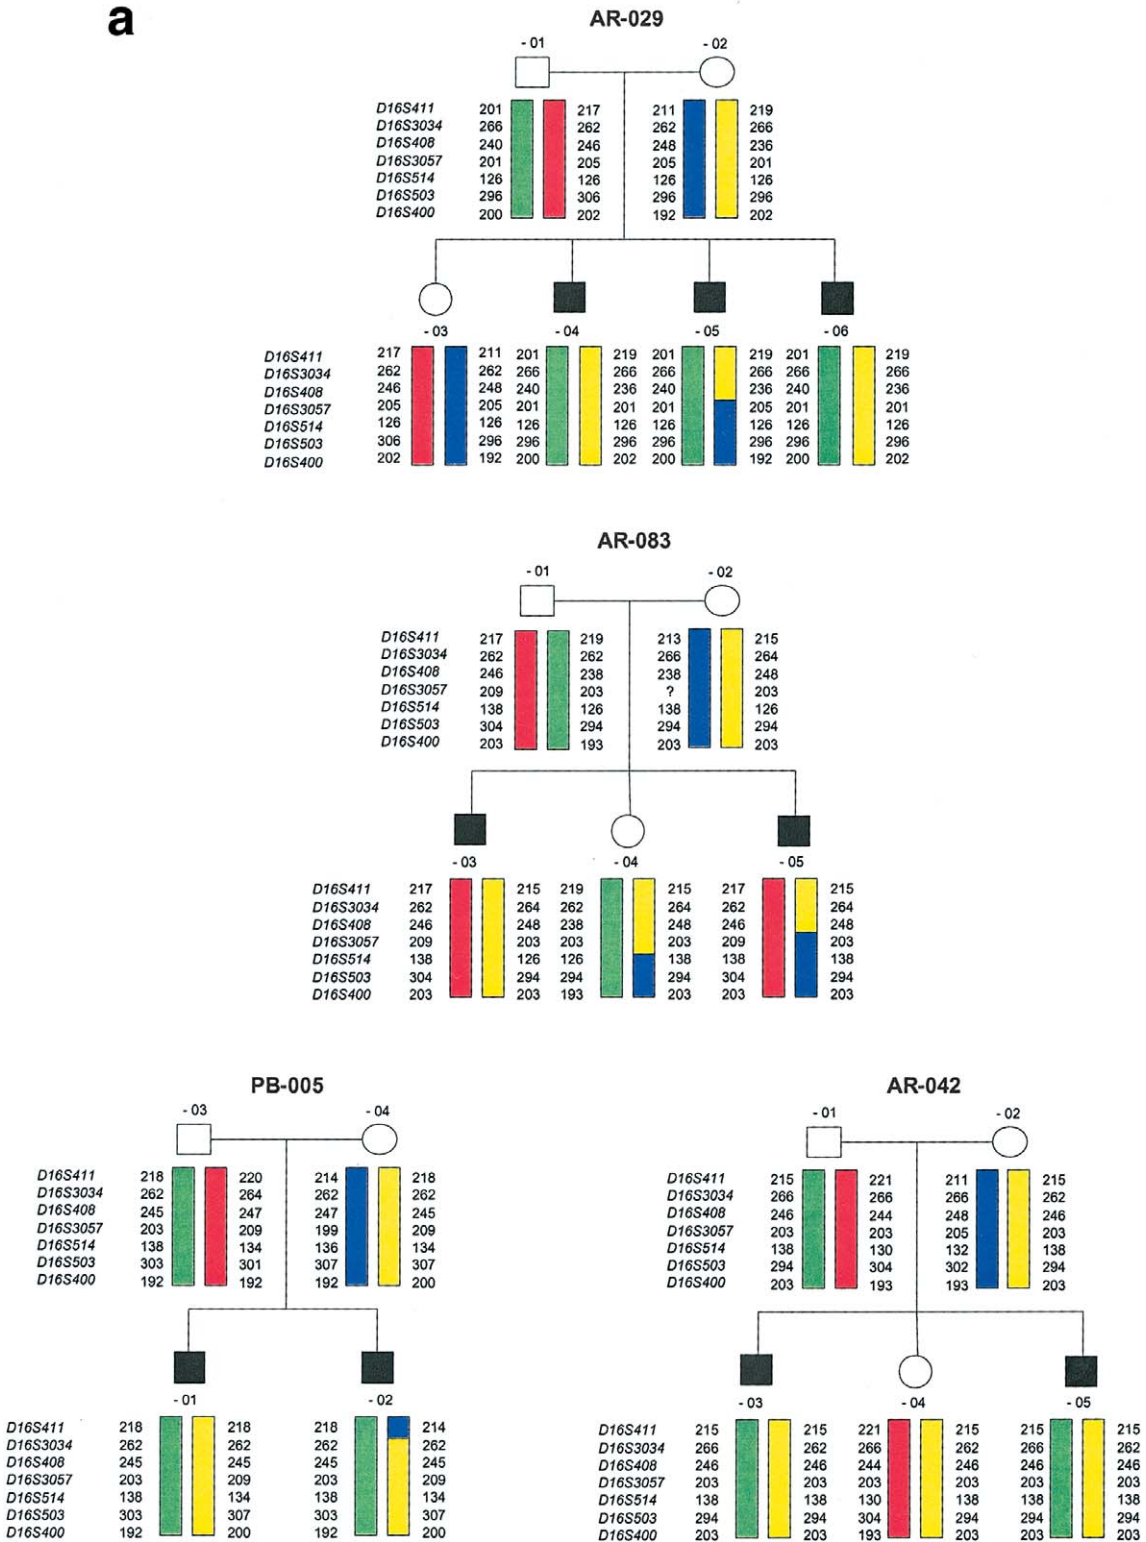 a
AR-029
- 01 - 02
D16S411 201 217 211 219
D16S3034 266 262 262 266
D16S408 240 246 248 236
D16S3057 201 205 205 201
D16S514 126 126 126 126
D16S503 296 306 296 296
D16S400 200 202 192 202
- 03 - 04 - 05 - 06
D16S411 217 211 201 219 201 219 201 219
D16S3034 262 262 266 266 266 266 266 266
D16S408 246 248 240 236 240 236 240 236
D16S3057 205 205 201 201 201 205 201 201
D16S514 126 126 126 126 126 126 126 126
D16S503 306 296 296 296 296 296 296 296
D16S400 202 192 200 202 200 192 200 202
AR-083
- 01 - 02
D16S411 217 219 213 215
D16S3034 262 262 266 264
D16S408 246 238 238 248
D16S3057 209 203 ? 203
D16S514 138 126 138 126
D16S503 304 294 294 294
D16S400 203 193 203 203
- 03 - 04 - 05
D16S411 217 215 219 215 217 215
D16S3034 262 264 262 264 262 264
D16S408 246 248 238 248 246 248
D16S3057 209 203 203 203 209 203
D16S514 138 126 126 138 138 138
D16S503 304 294 294 294 304 294
D16S400 203 203 193 203 203 203
PB-005
- 03 - 04
D16S411 218 220 214 218
D16S3034 262 264 262 262
D16S408 245 247 247 245
D16S3057 203 209 199 209
D16S514 138 134 136 134
D16S503 303 301 307 307
D16S400 192 192 192 200
- 01 - 02
D16S411 218 218 218 214
D16S3034 262 262 262 262
D16S408 245 245 245 245
D16S3057 203 209 203 209
D16S514 138 134 138 134
D16S503 303 307 303 307
D16S400 192 200 192 200
AR-042
- 01 - 02
D16S411 215 221 211 215
D16S3034 266 266 266 262
D16S408 246 244 248 246
D16S3057 203 203 205 203
D16S514 138 130 132 138
D16S503 294 304 302 294
D16S400 203 193 193 203
- 03 - 04 - 05
D16S411 215 215 221 215 215 215
D16S3034 266 262 266 262 266 262
D16S408 246 246 244 246 246 246
D16S3057 203 203 203 203 203 203
D16S514 138 138 130 138 138 138
D16S503 294 294 304 294 294 294
D16S400 203 203 193 203 203 203